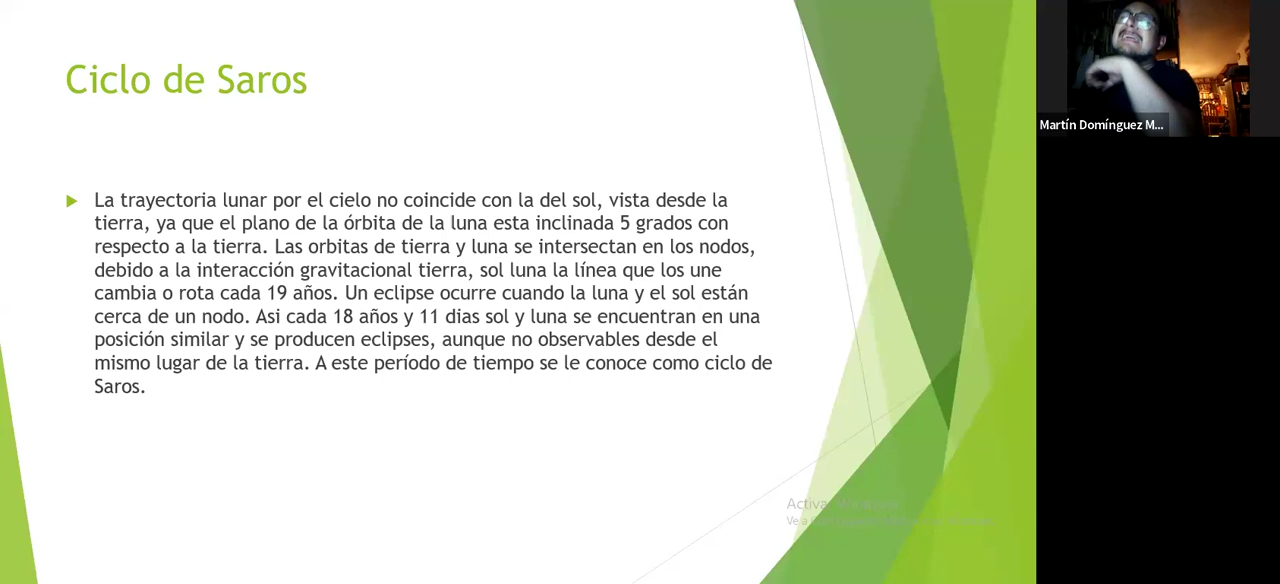 Ciclo de Saros
La trayectoria lunar por el cielo no coincide con la del sol, vista desde la
tierra, ya que el plano de la órbita de la luna esta inclinada 5 grados con
respecto a la tierra. Las orbitas de tierra y luna se intersectan en los nodos,
debido a la interacción gravitacional tierra, sol luna la línea que los une
cambia o rota cada 19 años. Un eclipse ocurre cuando la luna y el sol están
cerca de un nodo. Asi cada 18 años y 11 dias sol y luna se encuentran en una
posición similar y se producen eclipses, aunque no observables desde el
mismo lugar de la tierra. A este período de tiempo se le conoce como ciclo de
Saros.
Martín Domínguez M...
Ve a